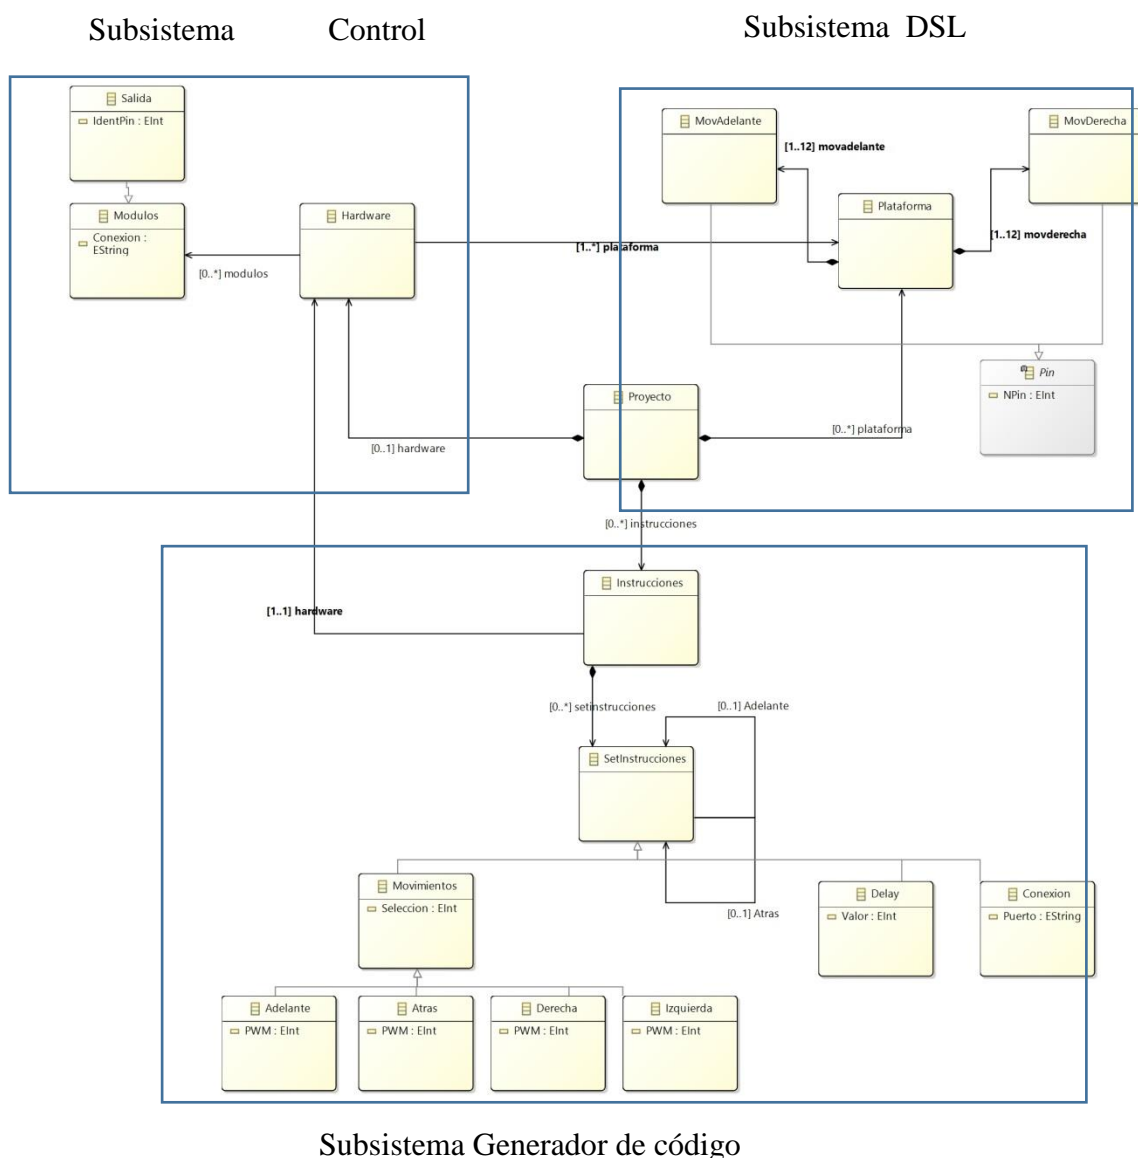 Subsistema Control
Subsistema DSL
Salida
IdentPin : EInt
Modulos
Conexion :
EString
[0..*] modulos
Hardware
[1..*] plataforma
MovAdelante
[1..12] movadelante
MovDerecha
Plataforma
[1..12] movderecha
Pin
NPin : EInt
Proyecto
[0..1] hardware
[0..*] plataforma
[0..*] instrucciones
Instrucciones
[1..1] hardware
[0..*] setinstrucciones
[0..1] Adelante
SetInstrucciones
[0..1] Atras
Movimientos
Seleccion : EInt
Delay
Valor : EInt
Conexion
Puerto : EString
Adelante
PWM : EInt
Atras
PWM : EInt
Derecha
PWM : EInt
Izquierda
PWM : EInt
Subsistema Generador de código